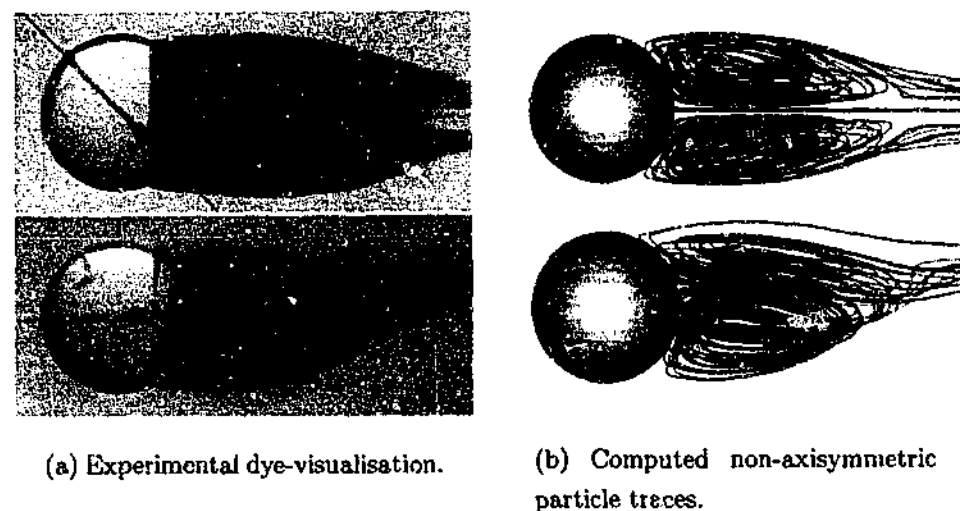 (a) Experimental dye-visualisation.
(b) Computed non-axisymmetric
particle traces.